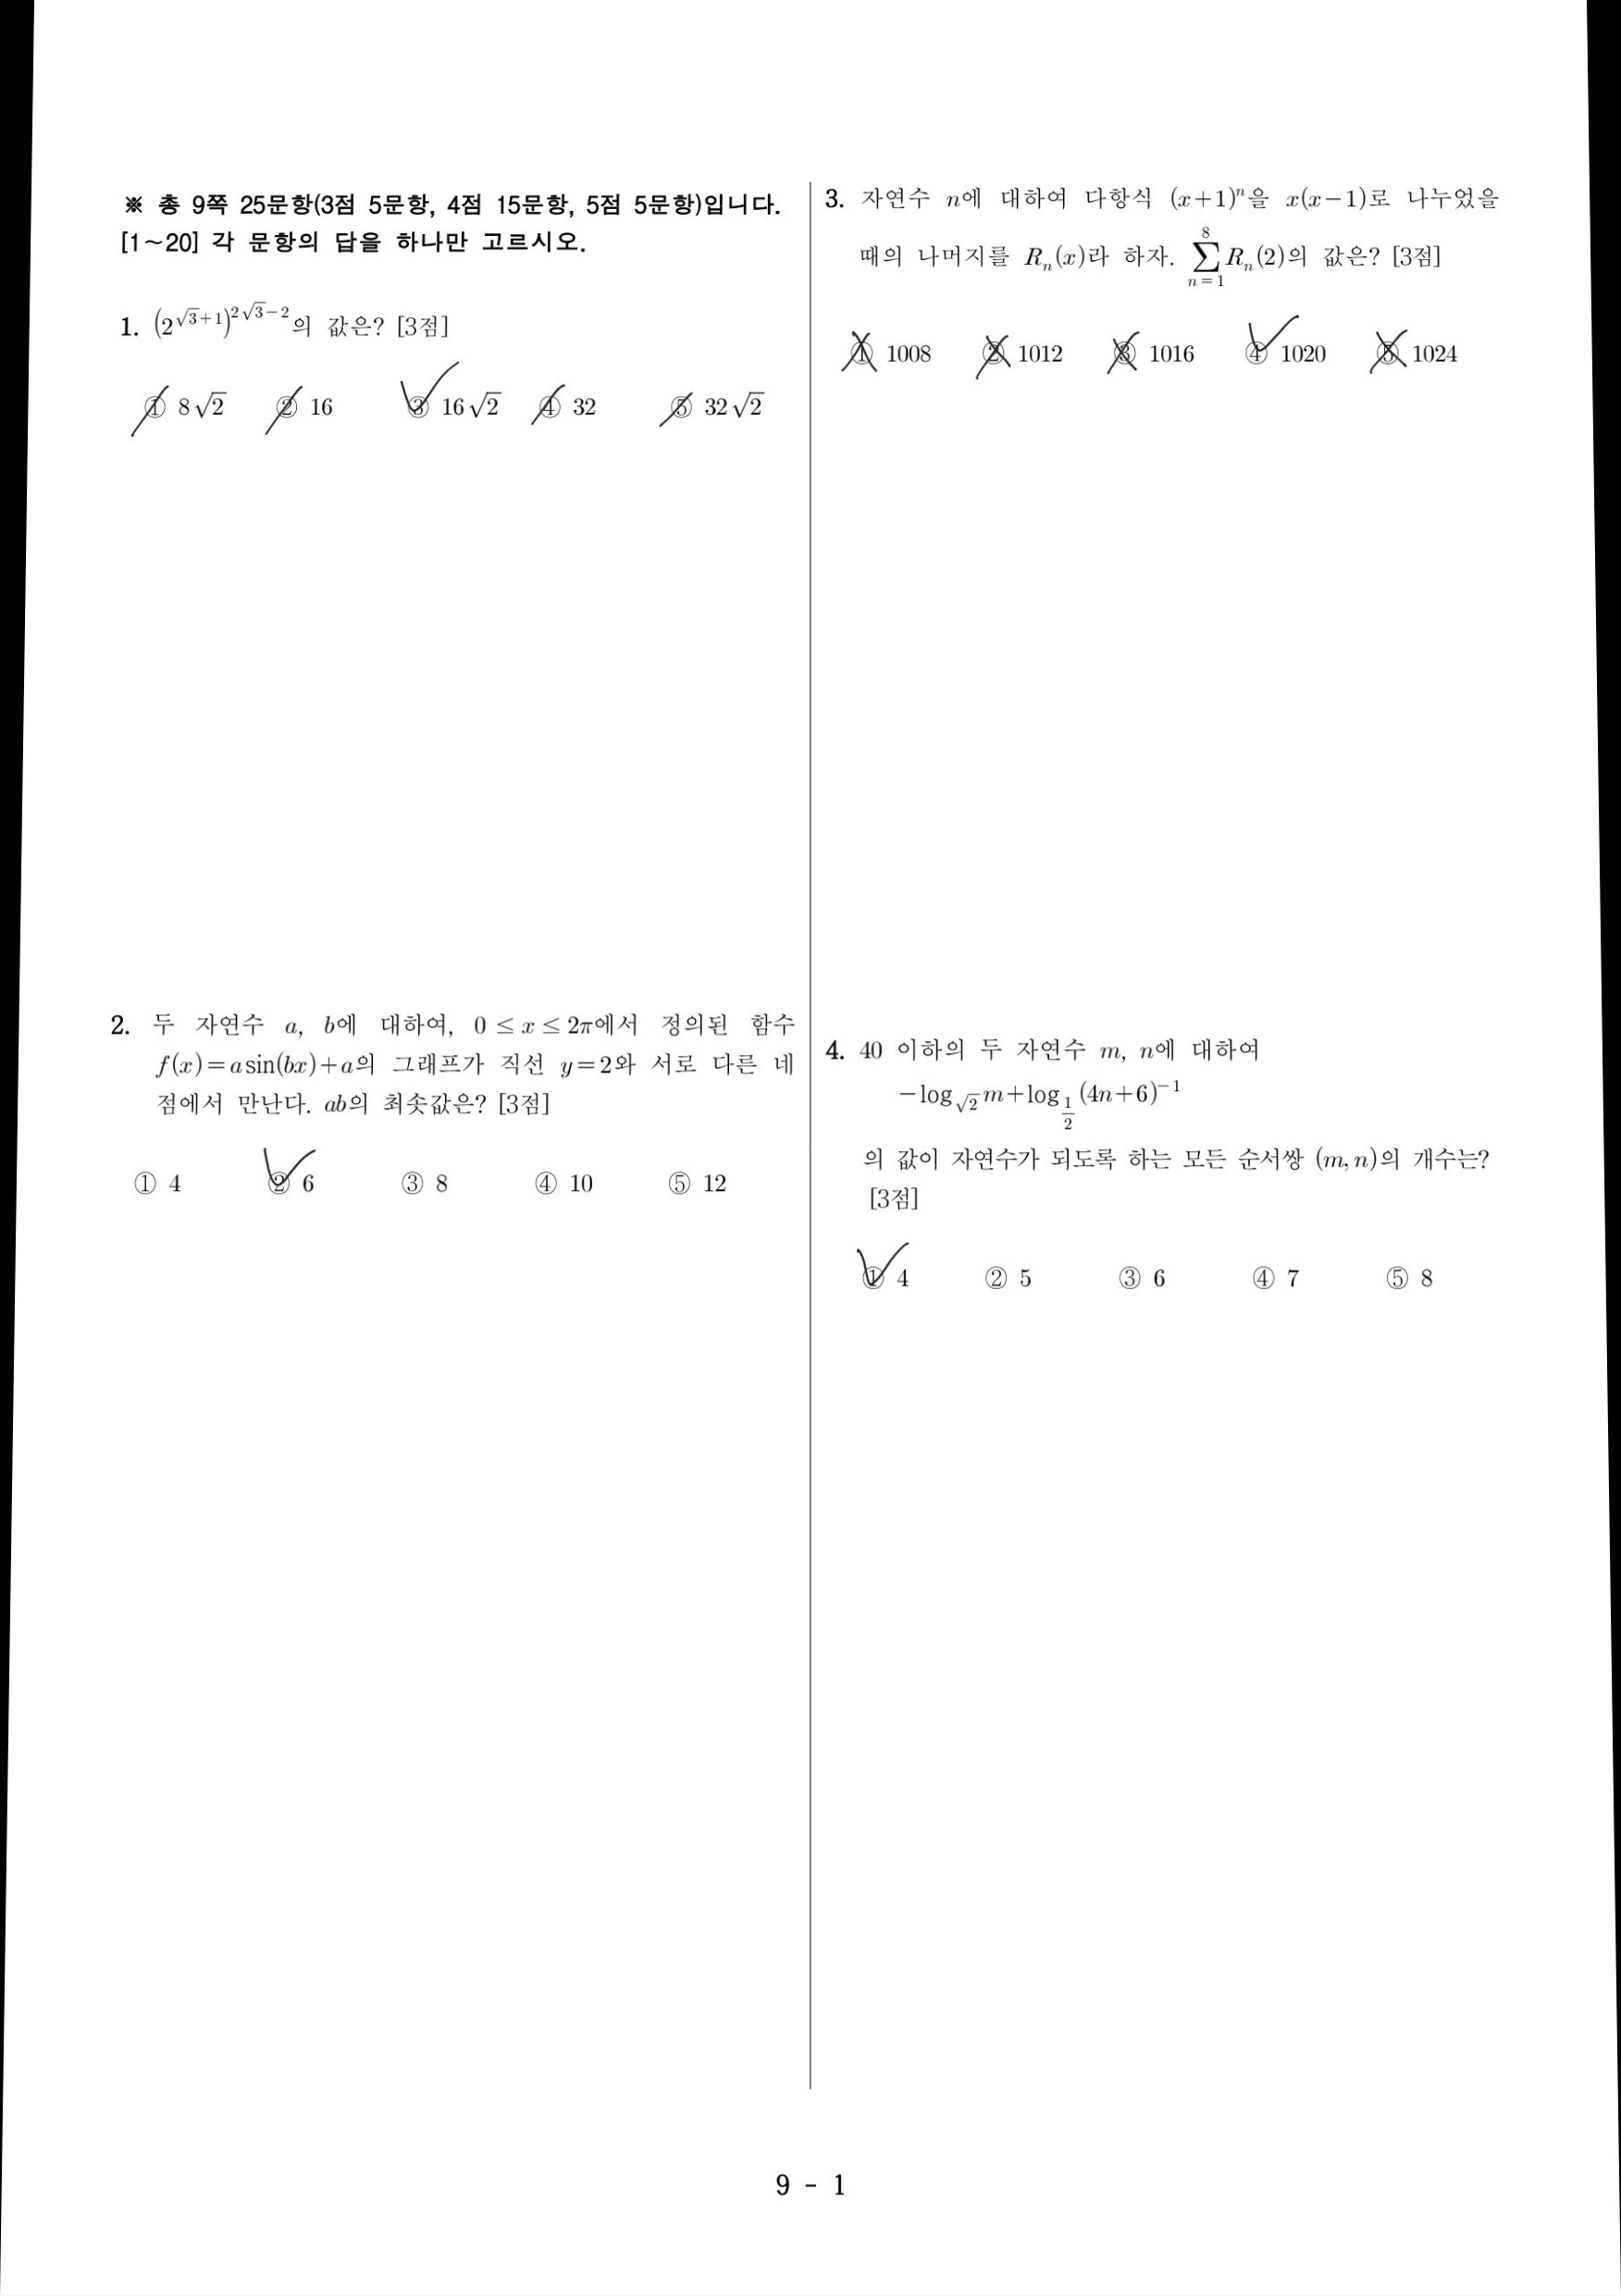 ※ 총 9쪽 25문항(3점 5문항, 4점 15문항, 5점 5문항)입니다.
[1~20] 각 문항의 답을 하나만 고르시오.
1. (2^{√3+1})^{2√3-2}의 값은? [3점]
① 8√2 ② 16 ③ 16√2 ④ 32 ⑤ 32√2
2. 두 자연수 a, b에 대하여, 0 ≤ x ≤ 2π에서 정의된 함수
f(x)=a sin(bx)+a의 그래프가 직선 y=2와 서로 다른 네
점에서 만난다. ab의 최솟값은? [3점]
① 4 ② 6 ③ 8 ④ 10 ⑤ 12
3. 자연수 n에 대하여 다항식 (x+1)^n을 x(x-1)로 나누었을
때의 나머지를 R_n(x)라 하자. \sum_{n=1}^{8} R_n(2)의 값은? [3점]
① 1008 ② 1012 ③ 1016 ④ 1020 ⑤ 1024
4. 40 이하의 두 자연수 m, n에 대하여
-log_{√2} m + log_{1/2} (4n+6)^{-1}
의 값이 자연수가 되도록 하는 모든 순서쌍 (m, n)의 개수는?
[3점]
① 4 ② 5 ③ 6 ④ 7 ⑤ 8
9 - 1